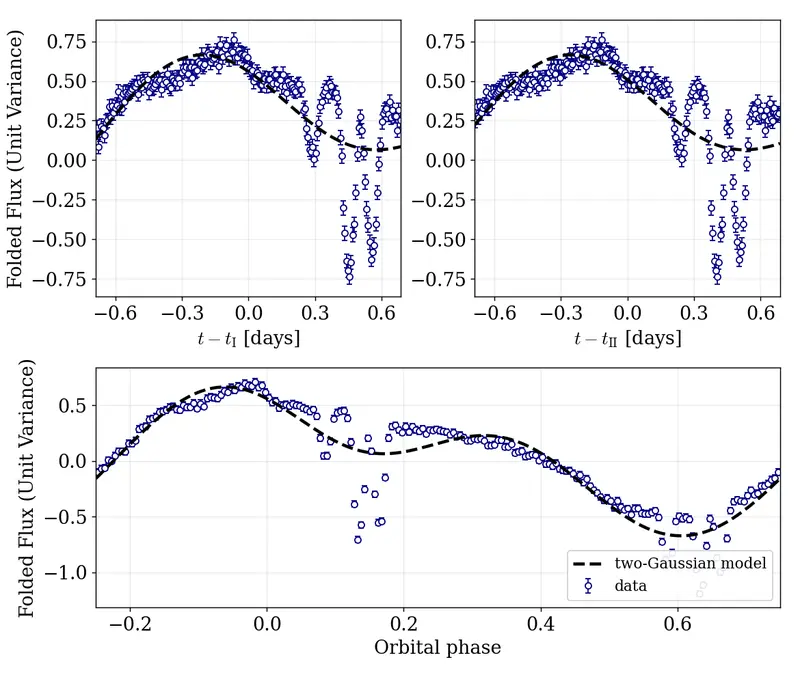 Folded Flux (Unit Variance)
0.75
0.50
0.25
0.00
−0.25
−0.50
−0.75
−0.6 −0.3 0.0 0.3 0.6
t − tI [days]
0.75
0.50
0.25
0.00
−0.25
−0.50
−0.75
−0.6 −0.3 0.0 0.3 0.6
t − tII [days]
Folded Flux (Unit Variance)
0.5
0.0
−0.5
−1.0
−0.2 0.0 0.2 0.4 0.6
Orbital phase
two-Gaussian model
data